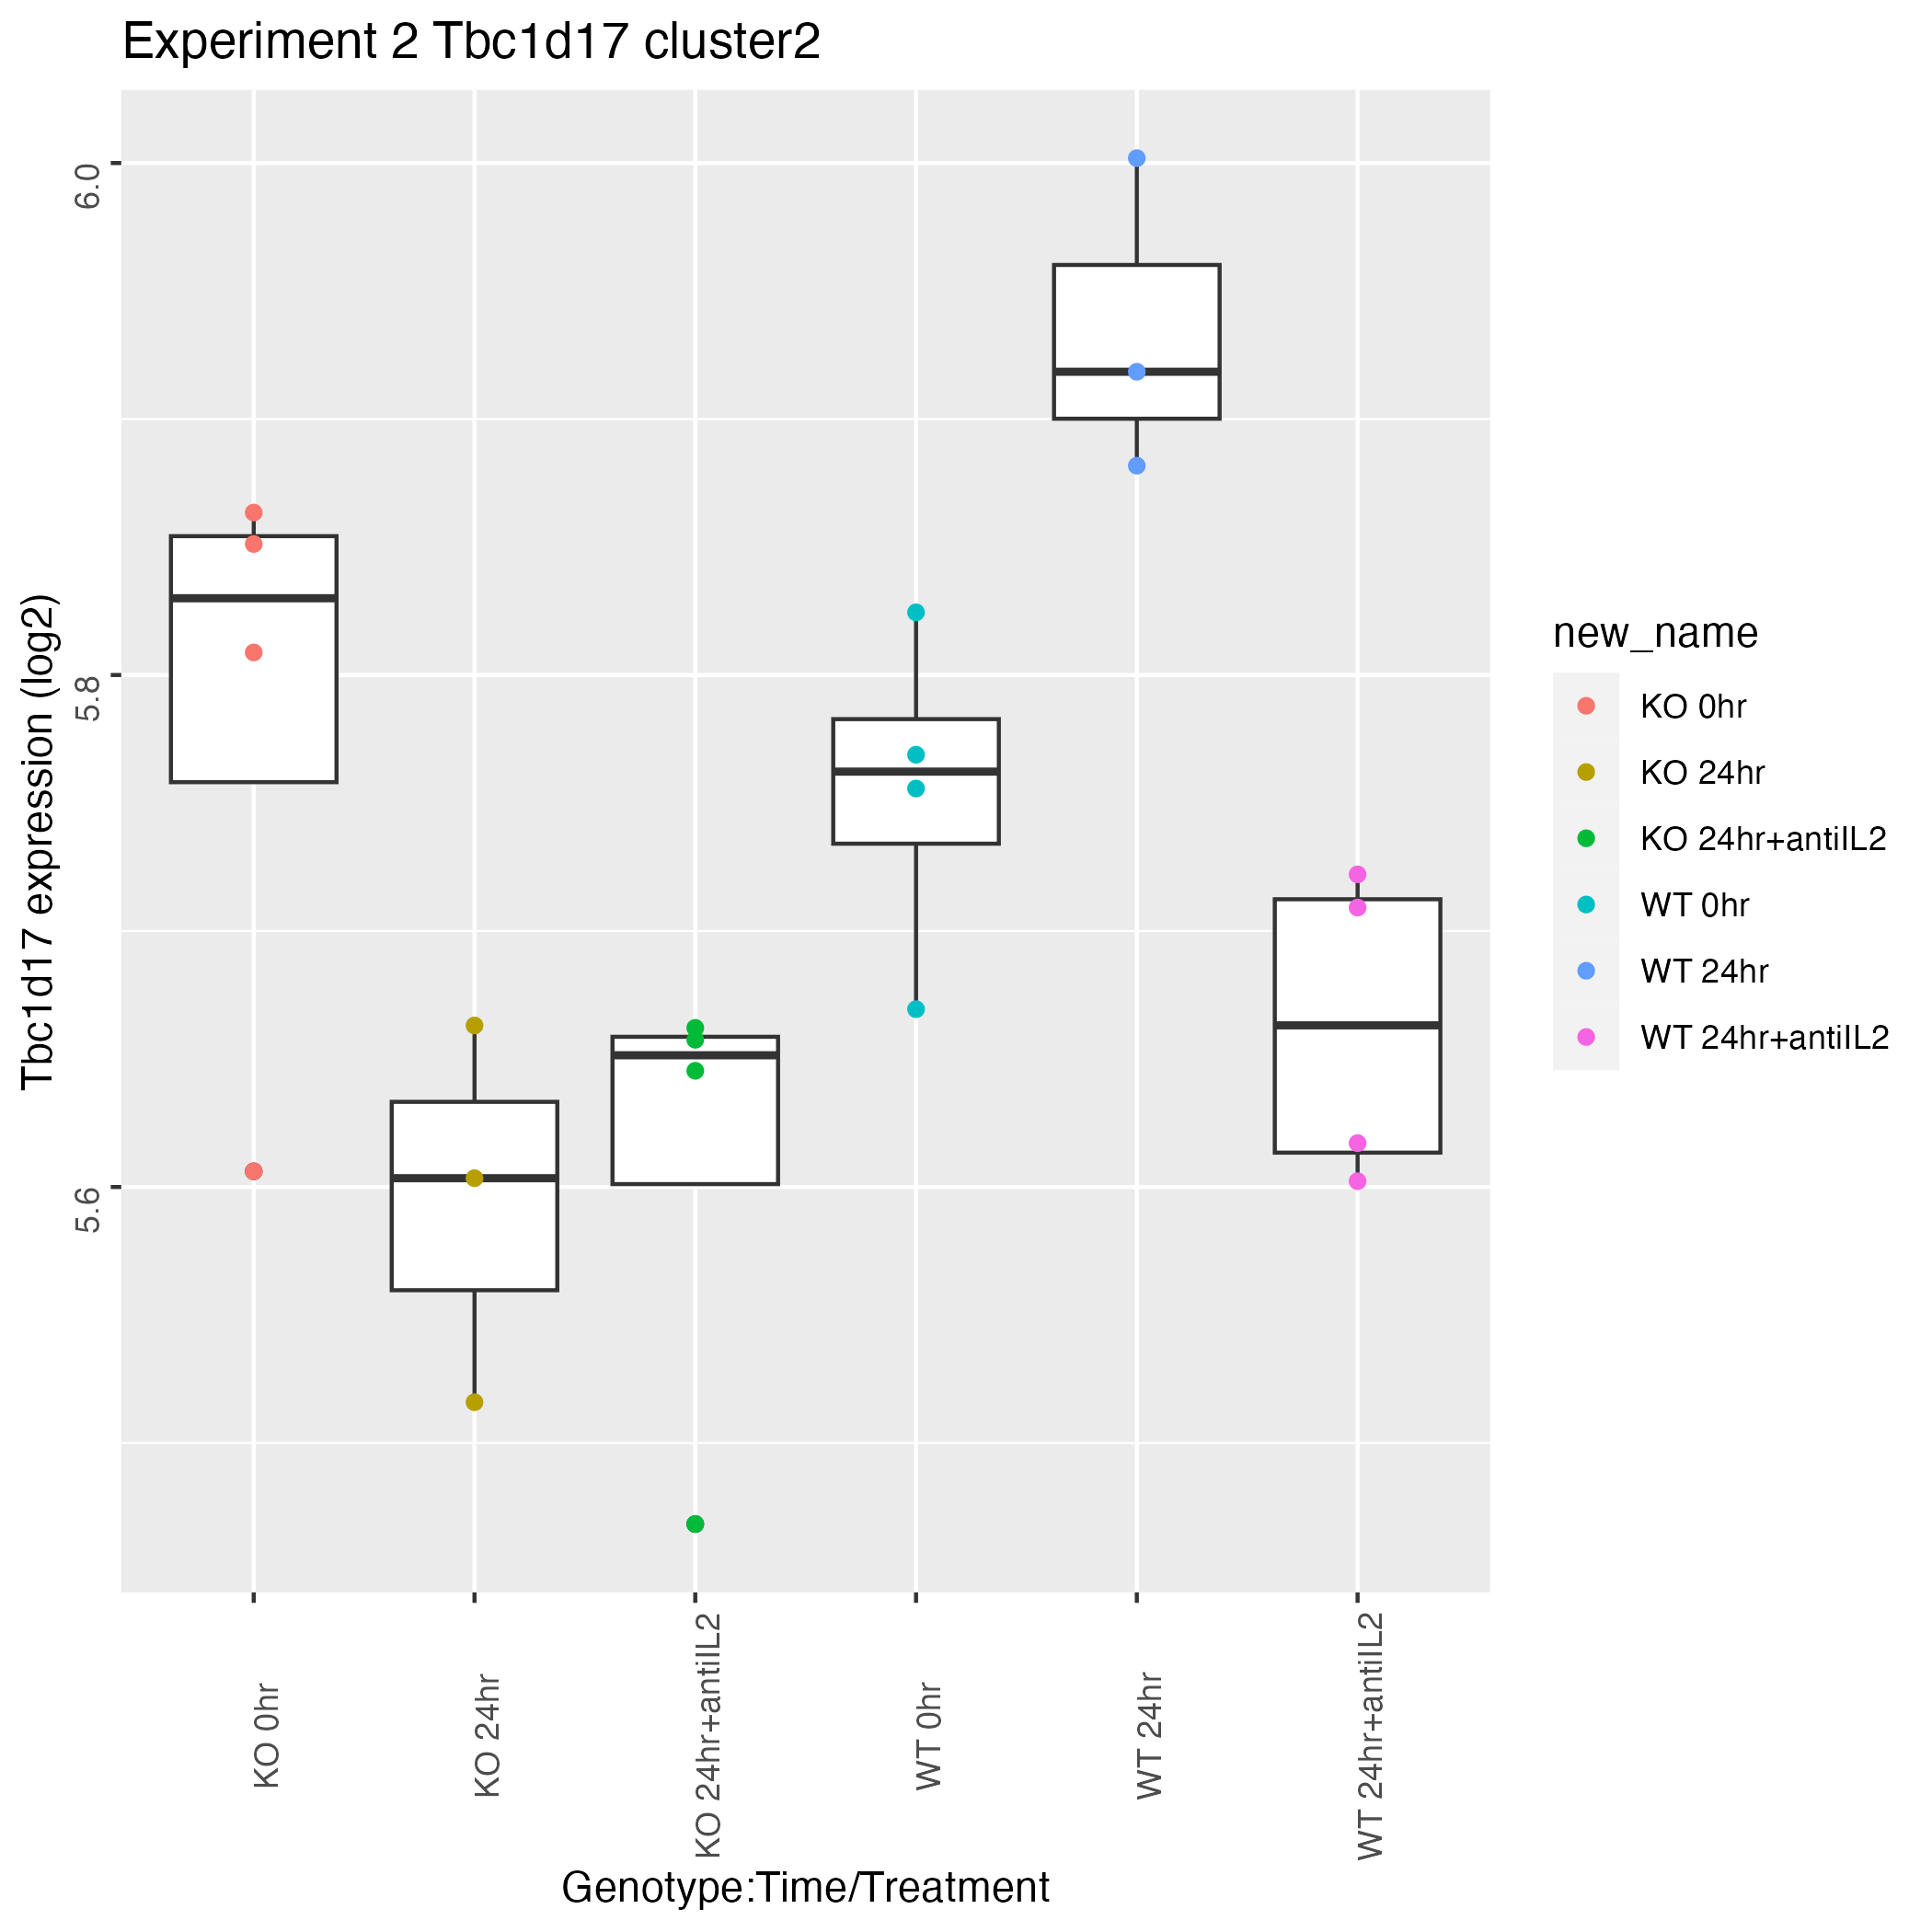 Experiment 2 Tbc1d17 cluster2
Tbc1d17 expression (log2)
6.0
5.8
5.6
KO 0hr
KO 24hr
KO 24hr+antiIL2
WT 0hr
WT 24hr
WT 24hr+antiIL2
Genotype:Time/Treatment
new_name
KO 0hr
KO 24hr
KO 24hr+antiIL2
WT 0hr
WT 24hr
WT 24hr+antiIL2